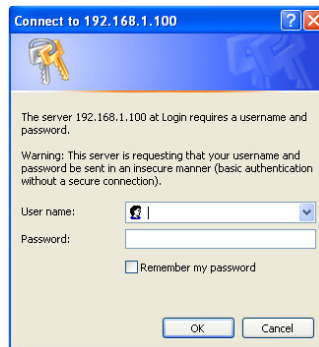 Connect to 192.168.1.100
The server 192.168.1.100 at Login requires a username and
password.
Warning: This server is requesting that your username and
password be sent in an insecure manner (basic authentication
without a secure connection).
User name:
Password:
Remember my password
OK Cancel